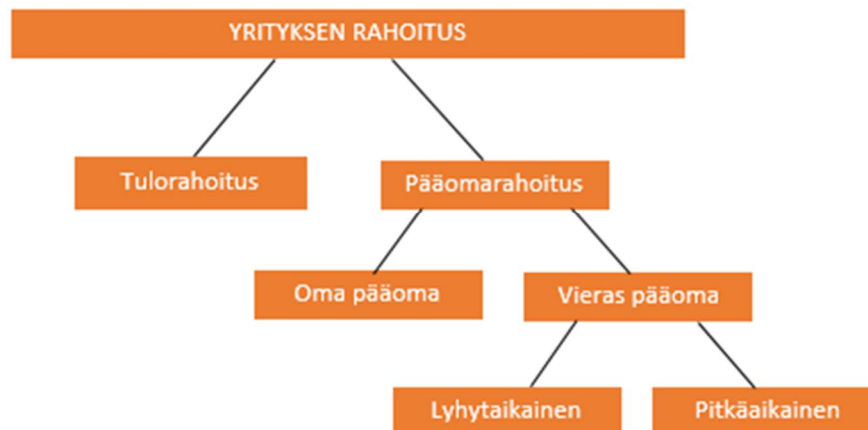 YRITYKSEN RAHOITUS
Tulorahoitus
Pääomarahoitus
Oma pääoma
Vieras pääoma
Lyhytaikainen
Pitkäaikainen